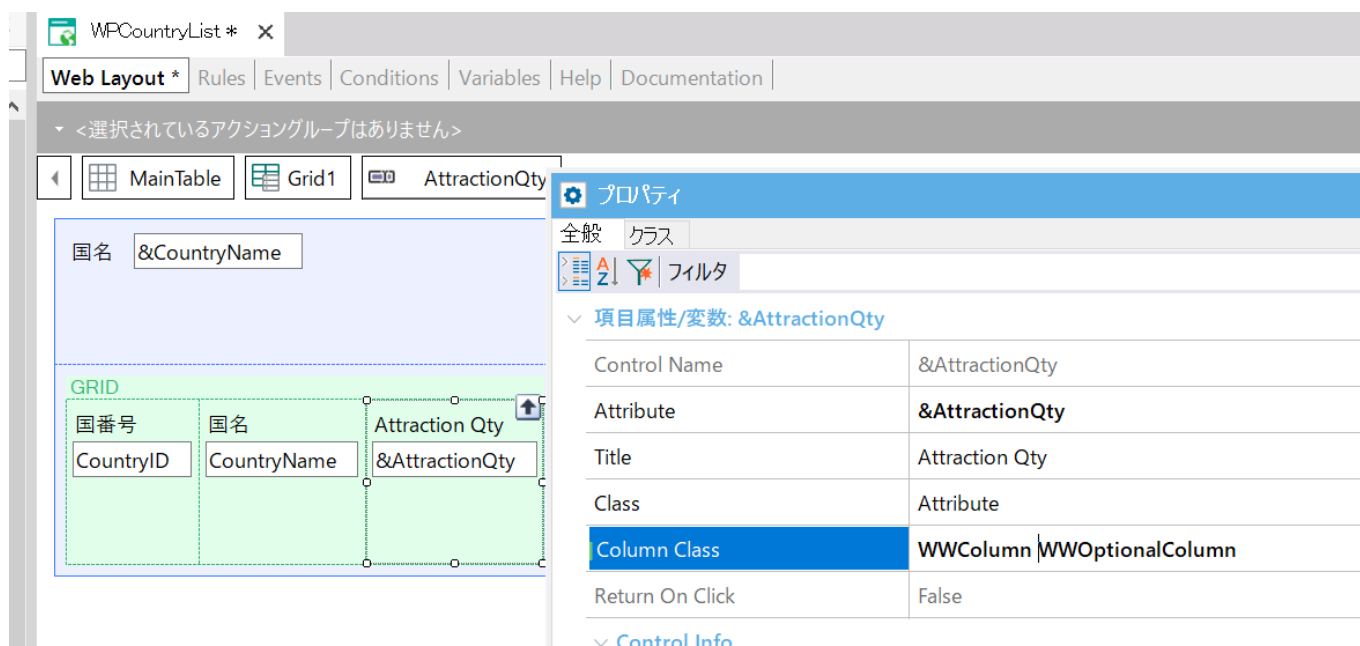 WPCountryList *
Web Layout * Rules Events Conditions Variables Help Documentation
<選択されているアクショングループはありません>
MainTable Grid1 AttractionQty
プロパティ
全般 クラス
フィルタ
国名 &CountryName
項目属性/変数: &AttractionQty
Control Name &AttractionQty
GRID
国番号 国名 Attraction Qty
CountryID CountryName &AttractionQty
Attribute &AttractionQty
Title Attraction Qty
Class Attribute
Column Class WWColumn WWOptionalColumn
Return On Click False
Control Info